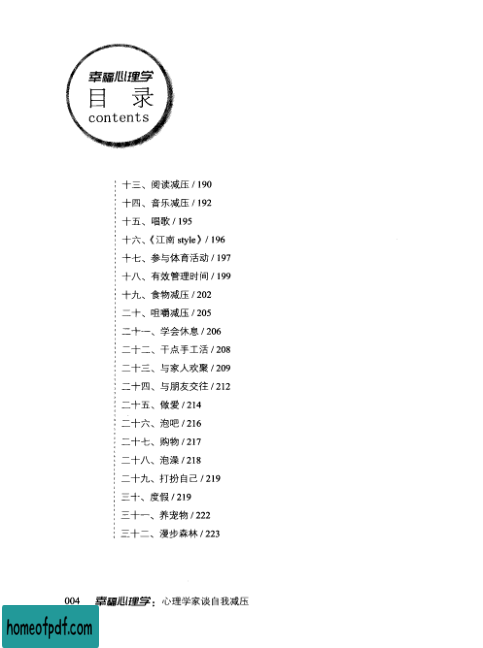 幸福心理学
目 录
contents
十三、阅读减压 / 190
十四、音乐减压 / 192
十五、唱歌 / 195
十六、《江南 style》/ 196
十七、参与体育活动 / 197
十八、有效管理时间 / 199
十九、食物减压 / 202
二十、咀嚼减压 / 205
二十一、学会休息 / 206
二十二、干点手工活 / 208
二十三、与家人欢聚 / 209
二十四、与朋友交往 / 212
二十五、做爱 / 214
二十六、泡吧 / 216
二十七、购物 / 217
二十八、泡澡 / 218
二十九、打扮自己 / 219
三十、度假 / 219
三十一、养宠物 / 222
三十二、漫步森林 / 223
004 幸福心理学：心理学家谈自我减压
homeofpdf.com